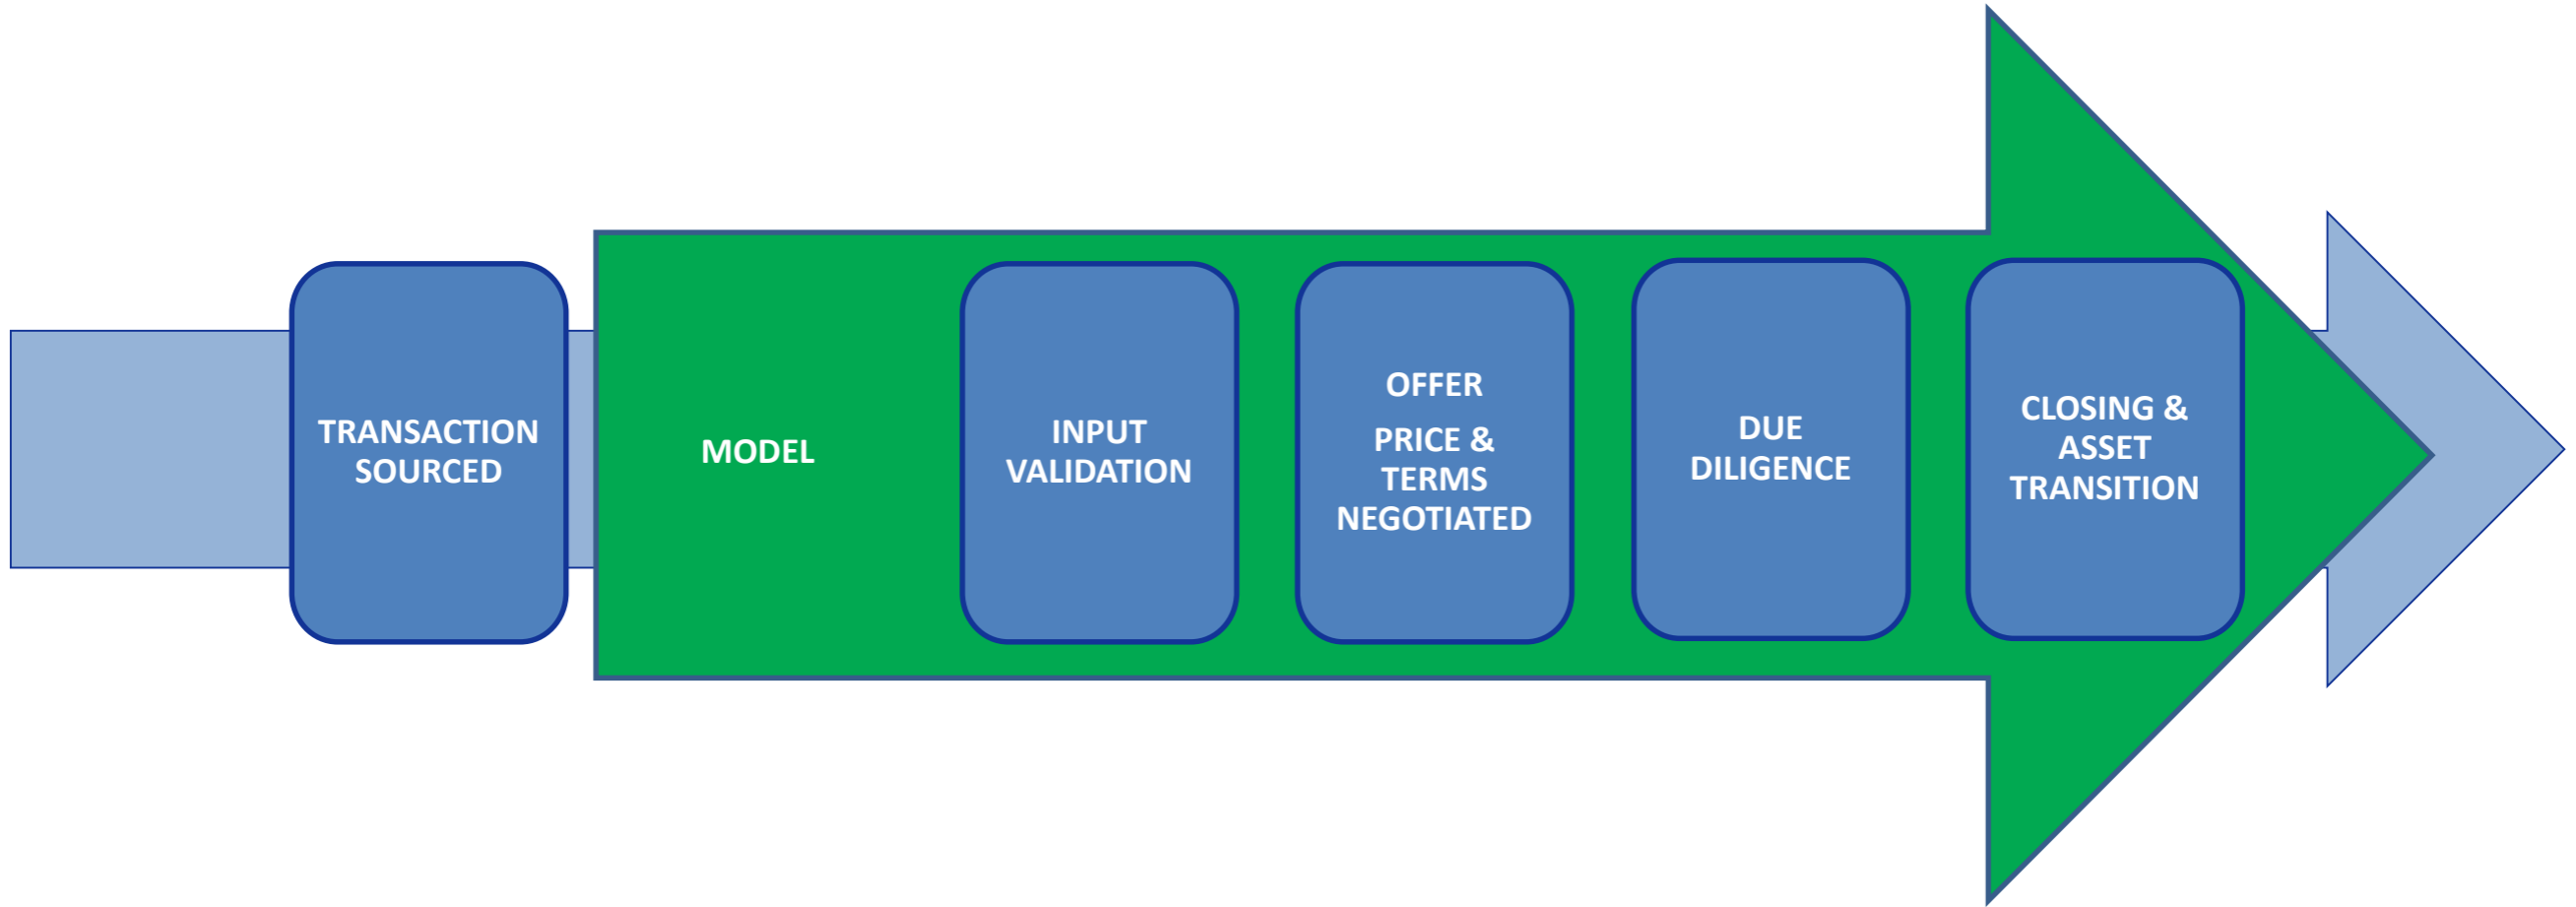 TRANSACTION
SOURCED
MODEL
INPUT
VALIDATION
OFFER
PRICE &
TERMS
NEGOTIATED
DUE
DILIGENCE
CLOSING &
ASSET
TRANSITION